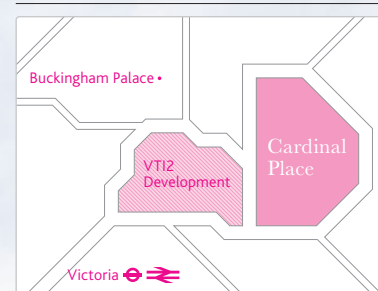 Buckingham Palace
VTI2
Development
Cardinal
Place
Victoria